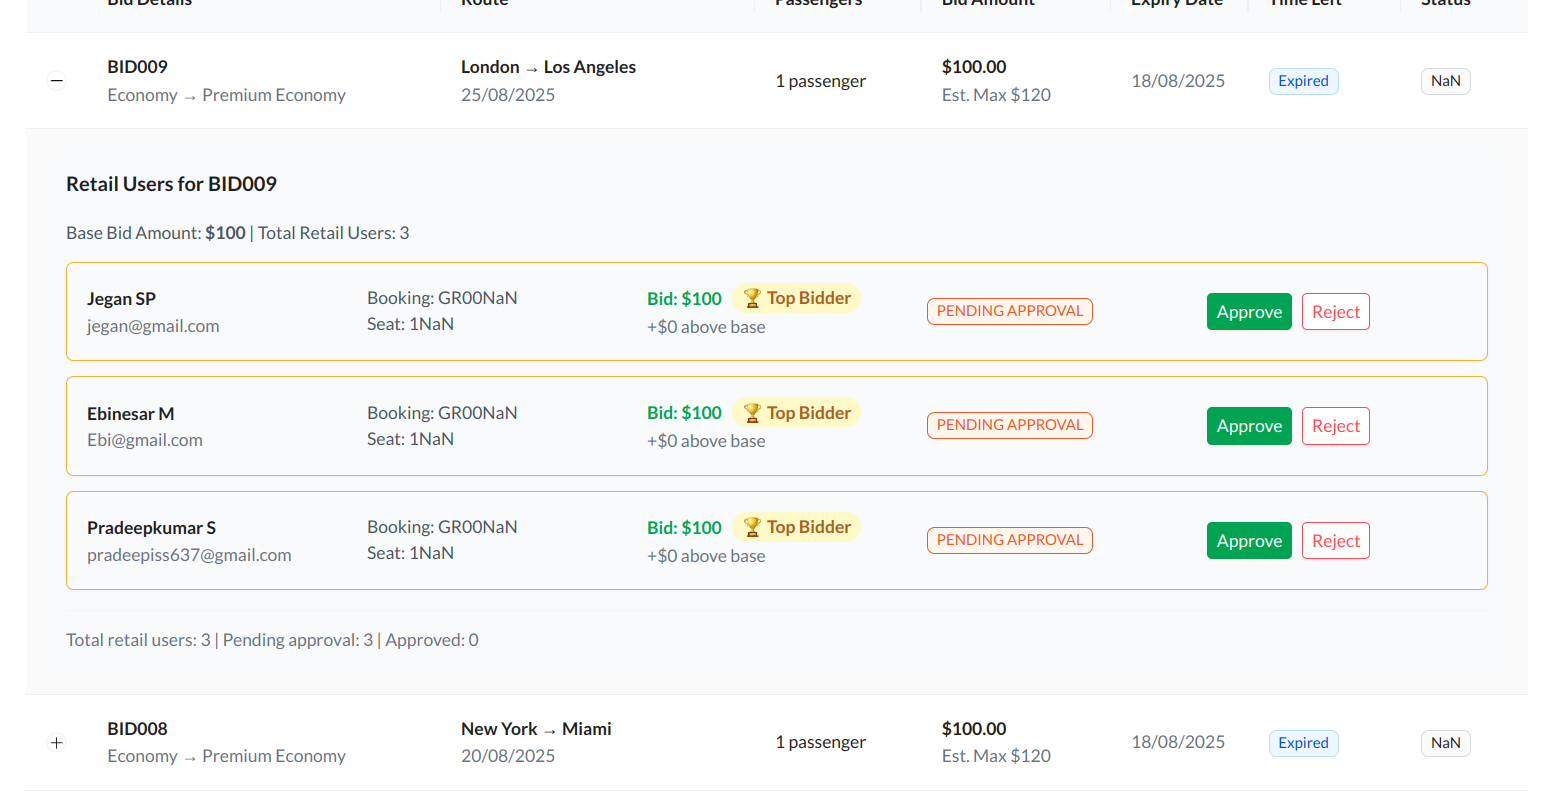 Bid Details Route Passengers Bid Amount Expiry Date Time Left Status
BID009 London → Los Angeles 1 passenger $100.00 18/08/2025 Expired NaN
Economy → Premium Economy 25/08/2025 Est. Max $120
Retail Users for BID009
Base Bid Amount: $100 | Total Retail Users: 3
Jegan SP Booking: GR00NaN Bid: $100 🏆 Top Bidder PENDING APPROVAL Approve Reject
jegan@gmail.com Seat: 1NaN +$0 above base
Ebinesar M Booking: GR00NaN Bid: $100 🏆 Top Bidder PENDING APPROVAL Approve Reject
Ebi@gmail.com Seat: 1NaN +$0 above base
Pradeepkumar S Booking: GR00NaN Bid: $100 🏆 Top Bidder PENDING APPROVAL Approve Reject
pradeepiss637@gmail.com Seat: 1NaN +$0 above base
Total retail users: 3 | Pending approval: 3 | Approved: 0
BID008 New York → Miami 1 passenger $100.00 18/08/2025 Expired NaN
Economy → Premium Economy 20/08/2025 Est. Max $120